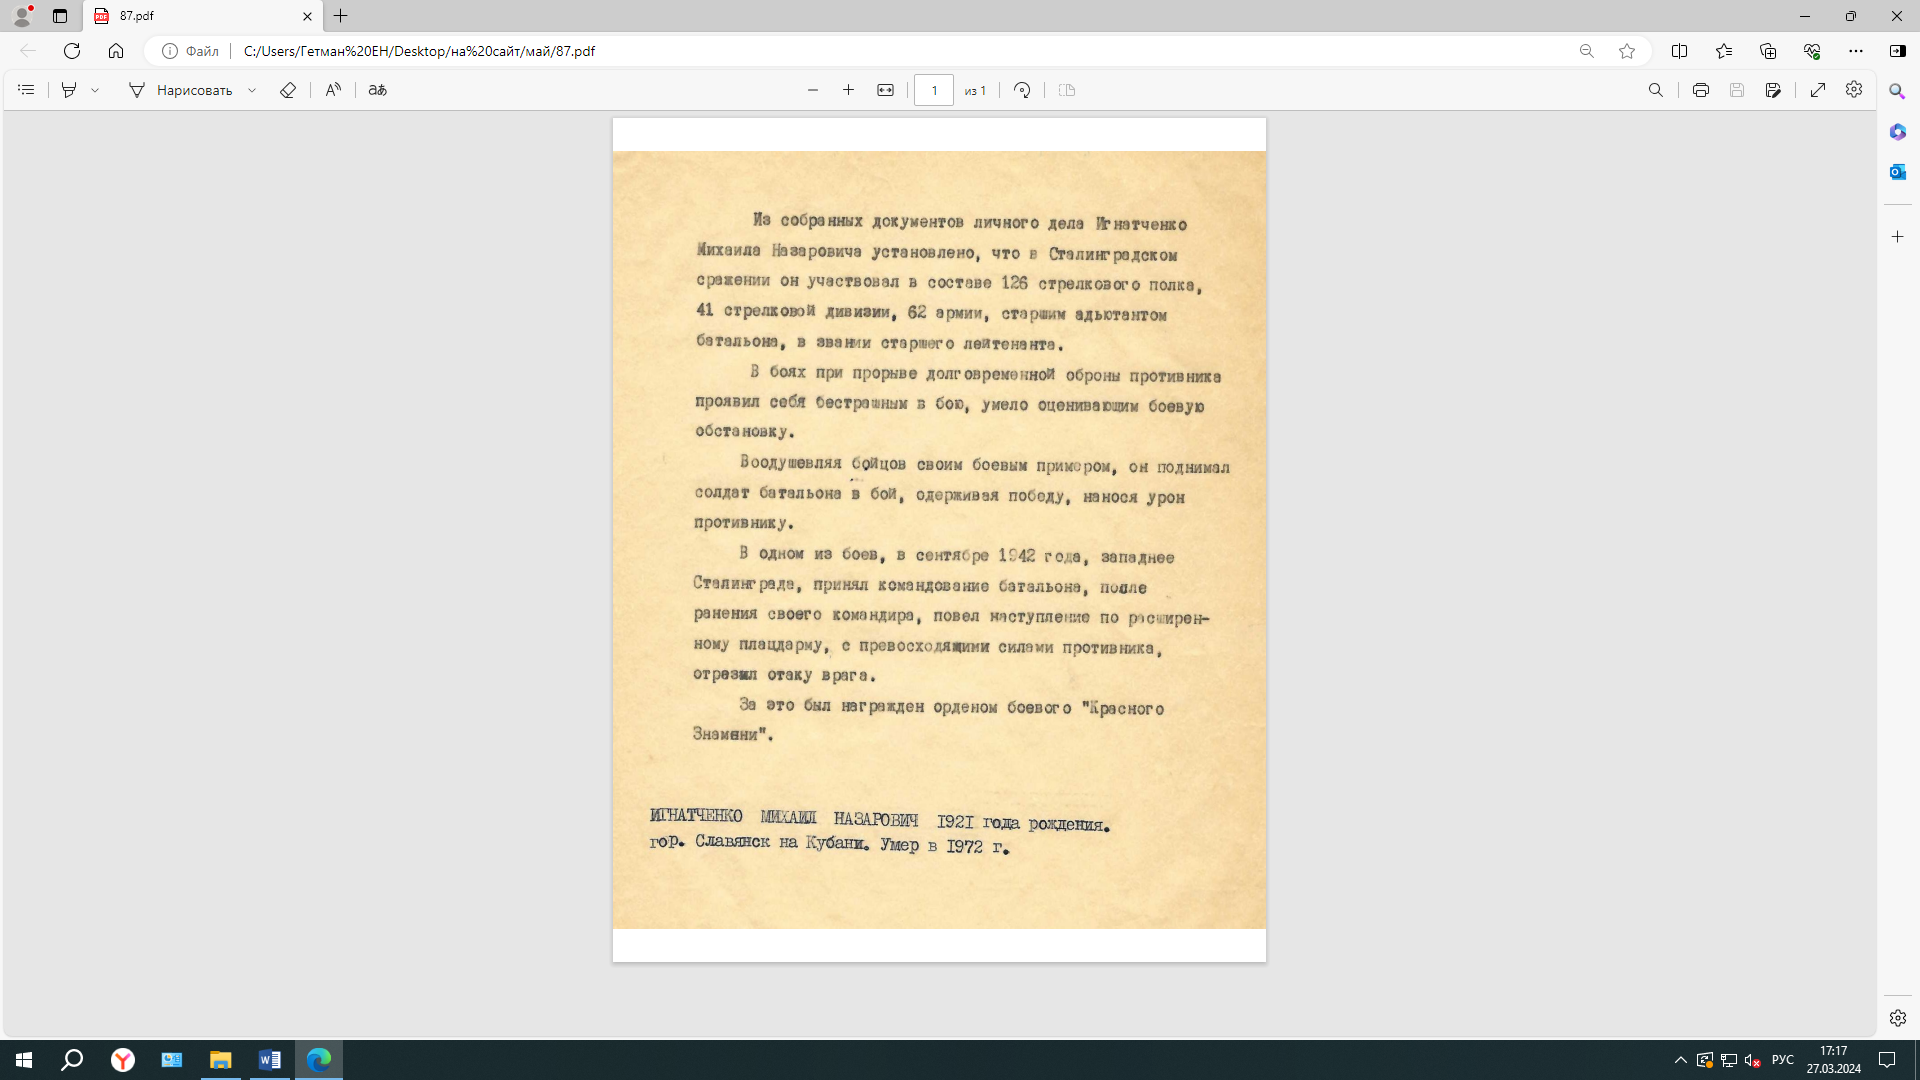 87.pdf
Файл
C:/Users/Гетман%20ЕН/Desktop/на%20сайт/май/87.pdf
Нарисовать
1
из 1
Из собранных документов личного дела Игнатченко
Михаила Назаровича установлено, что в Сталинградском
сражении он участвовал в составе 126 стрелкового полка,
41 стрелковой дивизии, 62 армии, старшим адьютантом
батальона, в звании старшего лейтенанта.
В боях при прорыве долговременной обороны противника
проявил себя бестрашным в бою, умело оценивающим боевую
обстановку.
Воодушевляя бойцов своим боевым примером, он поднимал
солдат батальона в бой, одерживая победу, нанося урон
противнику.
В одном из боев, в сентябре 1942 года, западнее
Сталинграда, принял командование батальона, после
ранения своего командира, повел наступление по расширен-
ному плацдарму, с превосходящими силами противника,
отразил отаку врага.
За это был награжден орденом боевого "Красного
Знамени".
ИГНАТЧЕНКО МИХАИЛ НАЗАРОВИЧ 1921 года рождения.
гор. Славянск на Кубани. Умер в 1972 г.
РУС
17:17
27.03.2024